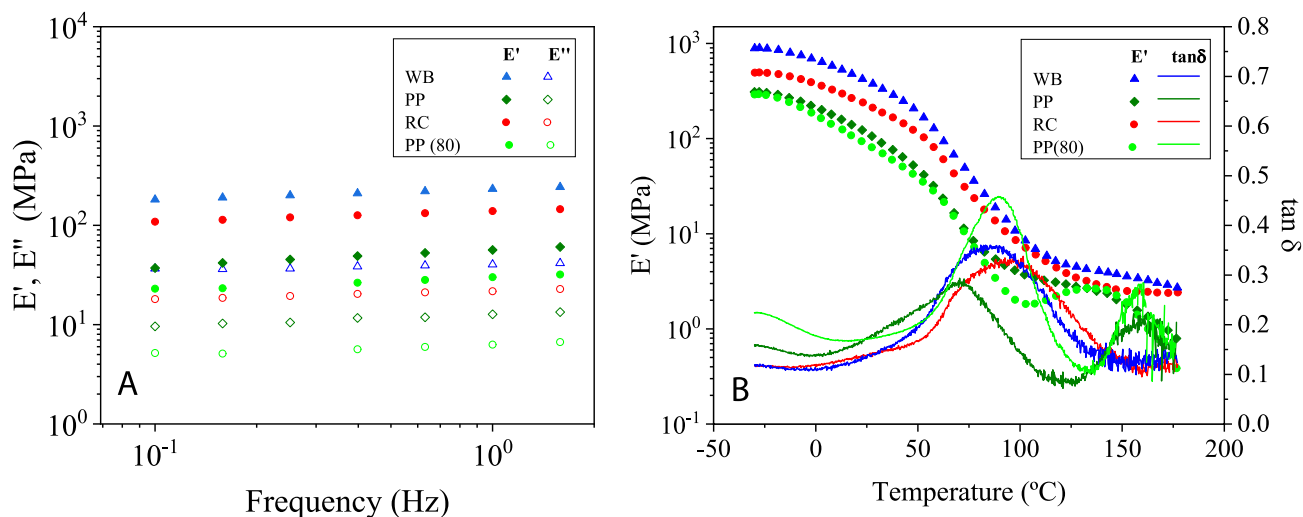 E' E''
WB
PP
RC
PP (80)
10⁴
10³
10²
10¹
10⁰
E', E'' (MPa)
A
10⁻¹ 10⁰
Frequency (Hz)
E' tanδ
WB
PP
RC
PP(80)
10³
10²
10¹
10⁰
10⁻¹
E' (MPa)
0.8
0.7
0.6
0.5
0.4
0.3
0.2
0.1
0.0
tan δ
B
-50 0 50 100 150 200
Temperature (ºC)